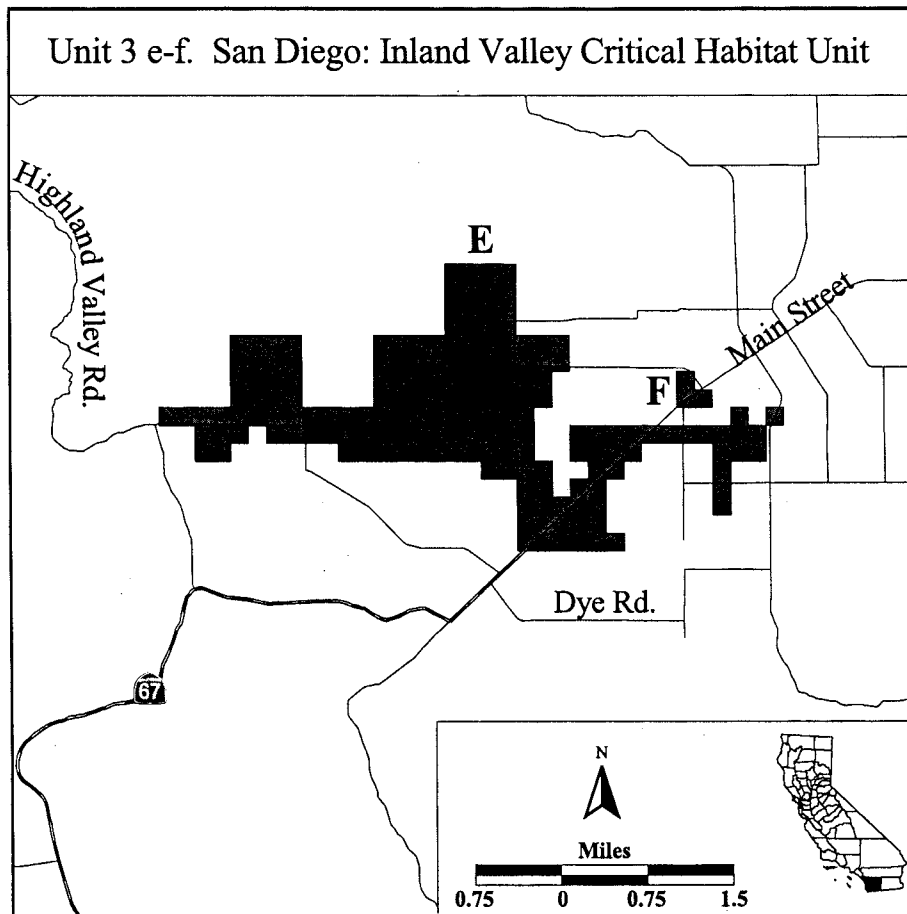 Unit 3 e-f. San Diego: Inland Valley Critical Habitat Unit
Highland Valley Rd.
E
Main Street
F
Dye Rd.
67
N
Miles
0.75 0 0.75 1.5